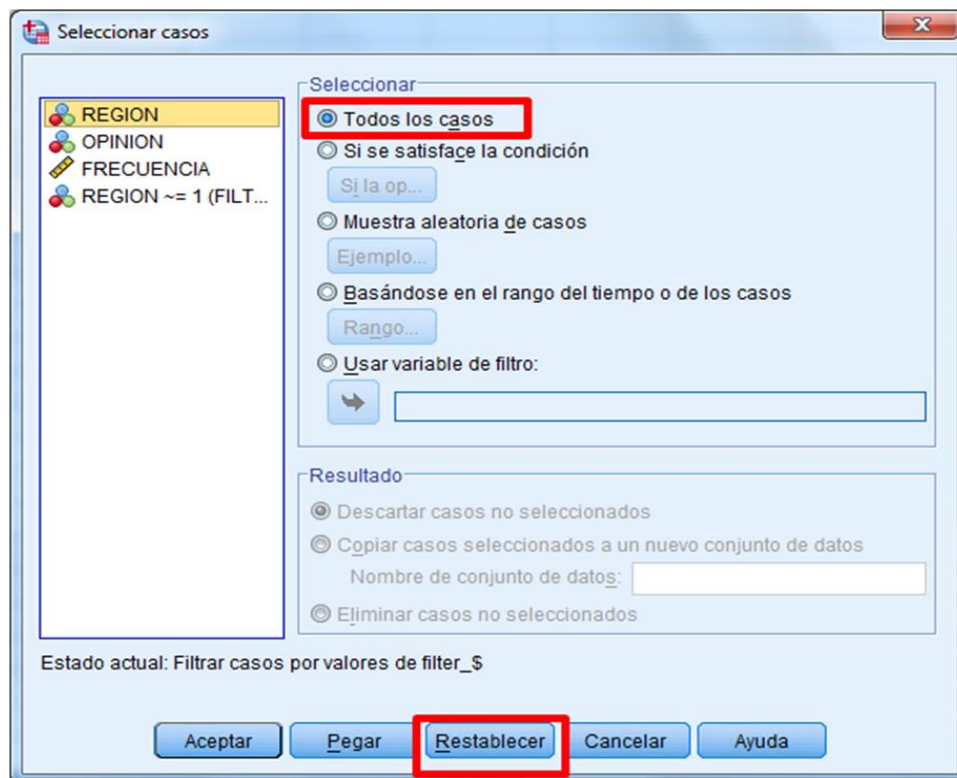 Seleccionar casos
REGION
OPINION
FRECUENCIA
REGION ~= 1 (FILT...
Seleccionar
Todos los casos
Si se satisface la condición
Si la op...
Muestra aleatoria de casos
Ejemplo...
Basándose en el rango del tiempo o de los casos
Rango...
Usar variable de filtro:
Resultado
Descartar casos no seleccionados
Copiar casos seleccionados a un nuevo conjunto de datos
Nombre de conjunto de datos:
Eliminar casos no seleccionados
Estado actual: Filtrar casos por valores de filter_$
Aceptar
Pegar
Restablecer
Cancelar
Ayuda